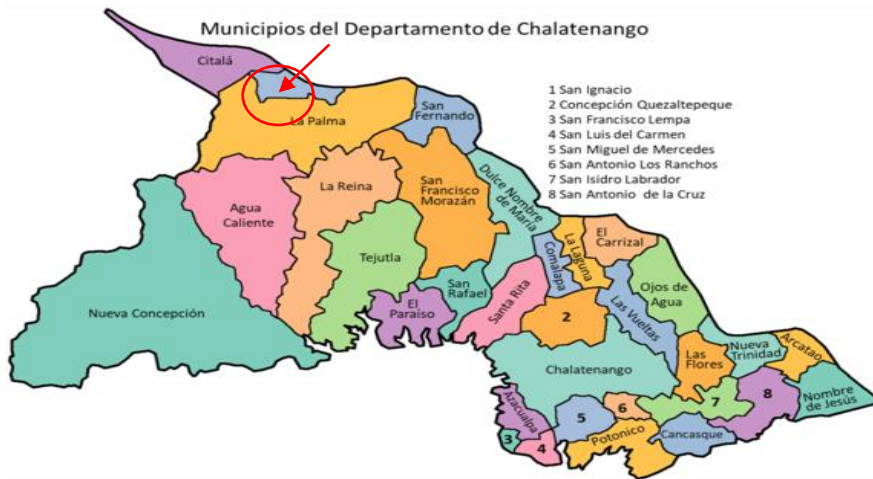 Municipios del Departamento de Chalatenango
Citalá
1 San Ignacio
2 Concepción Quezaltepeque
3 San Francisco Lempa
4 San Luis del Carmen
5 San Miguel de Mercedes
6 San Antonio Los Ranchos
7 San Isidro Labrador
8 San Antonio de la Cruz
La Palma
San
Fernando
La Reina
San
Francisco
Morazán
Dulce Nombre
de María
Agua
Caliente
Tejutla
Comalapa
La Laguna
El
Carrizal
Nueva Concepción
El
Paraíso
San
Rafael
Santa Rita
2
Las Vueltas
Ojos de
Agua
Chalatenango
Las
Flores
Nueva
Trinidad
Arcatao
Azacualpa
5
6
7
8
Nombre
de Jesús
3
4
Potonico
Cancasque